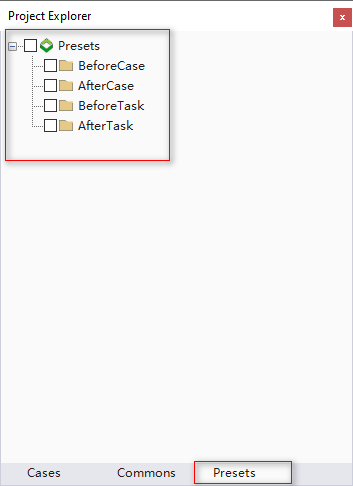 Project Explorer
Presets
BeforeCase
AfterCase
BeforeTask
AfterTask
Cases Commons Presets